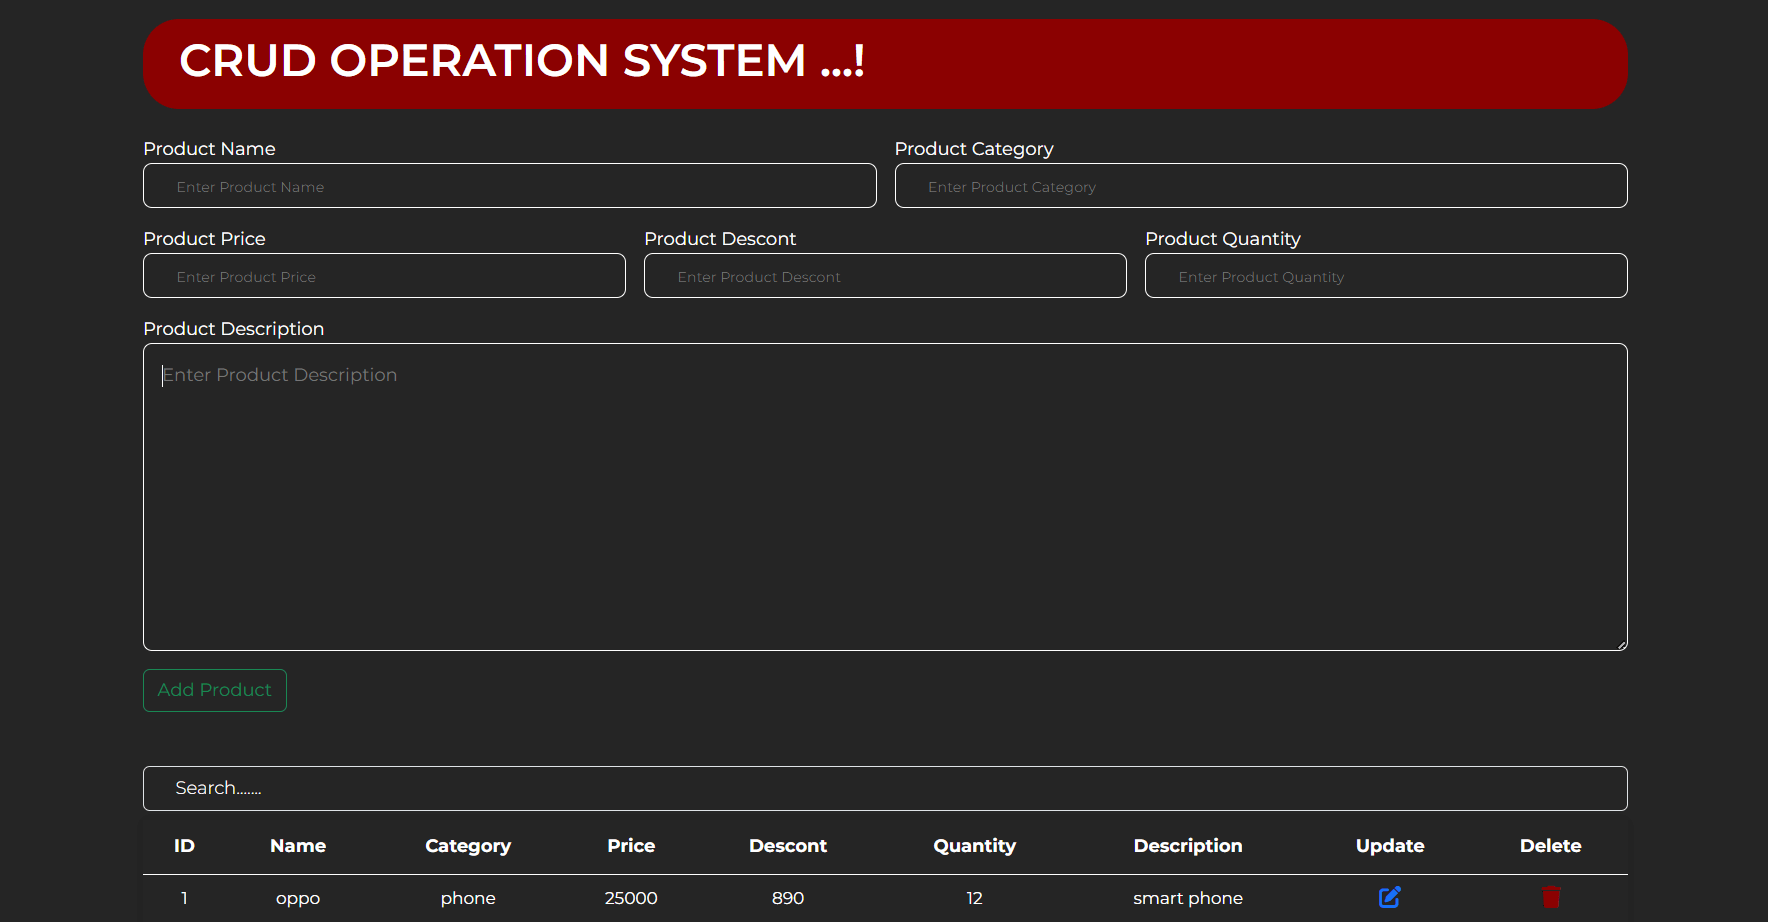 CRUD OPERATION SYSTEM ...!
Product Name Product Category
Enter Product Name Enter Product Category
Product Price Product Descont Product Quantity
Enter Product Price Enter Product Descont Enter Product Quantity
Product Description
Enter Product Description
Add Product
Search.......
ID Name Category Price Descont Quantity Description Update Delete
1 oppo phone 25000 890 12 smart phone